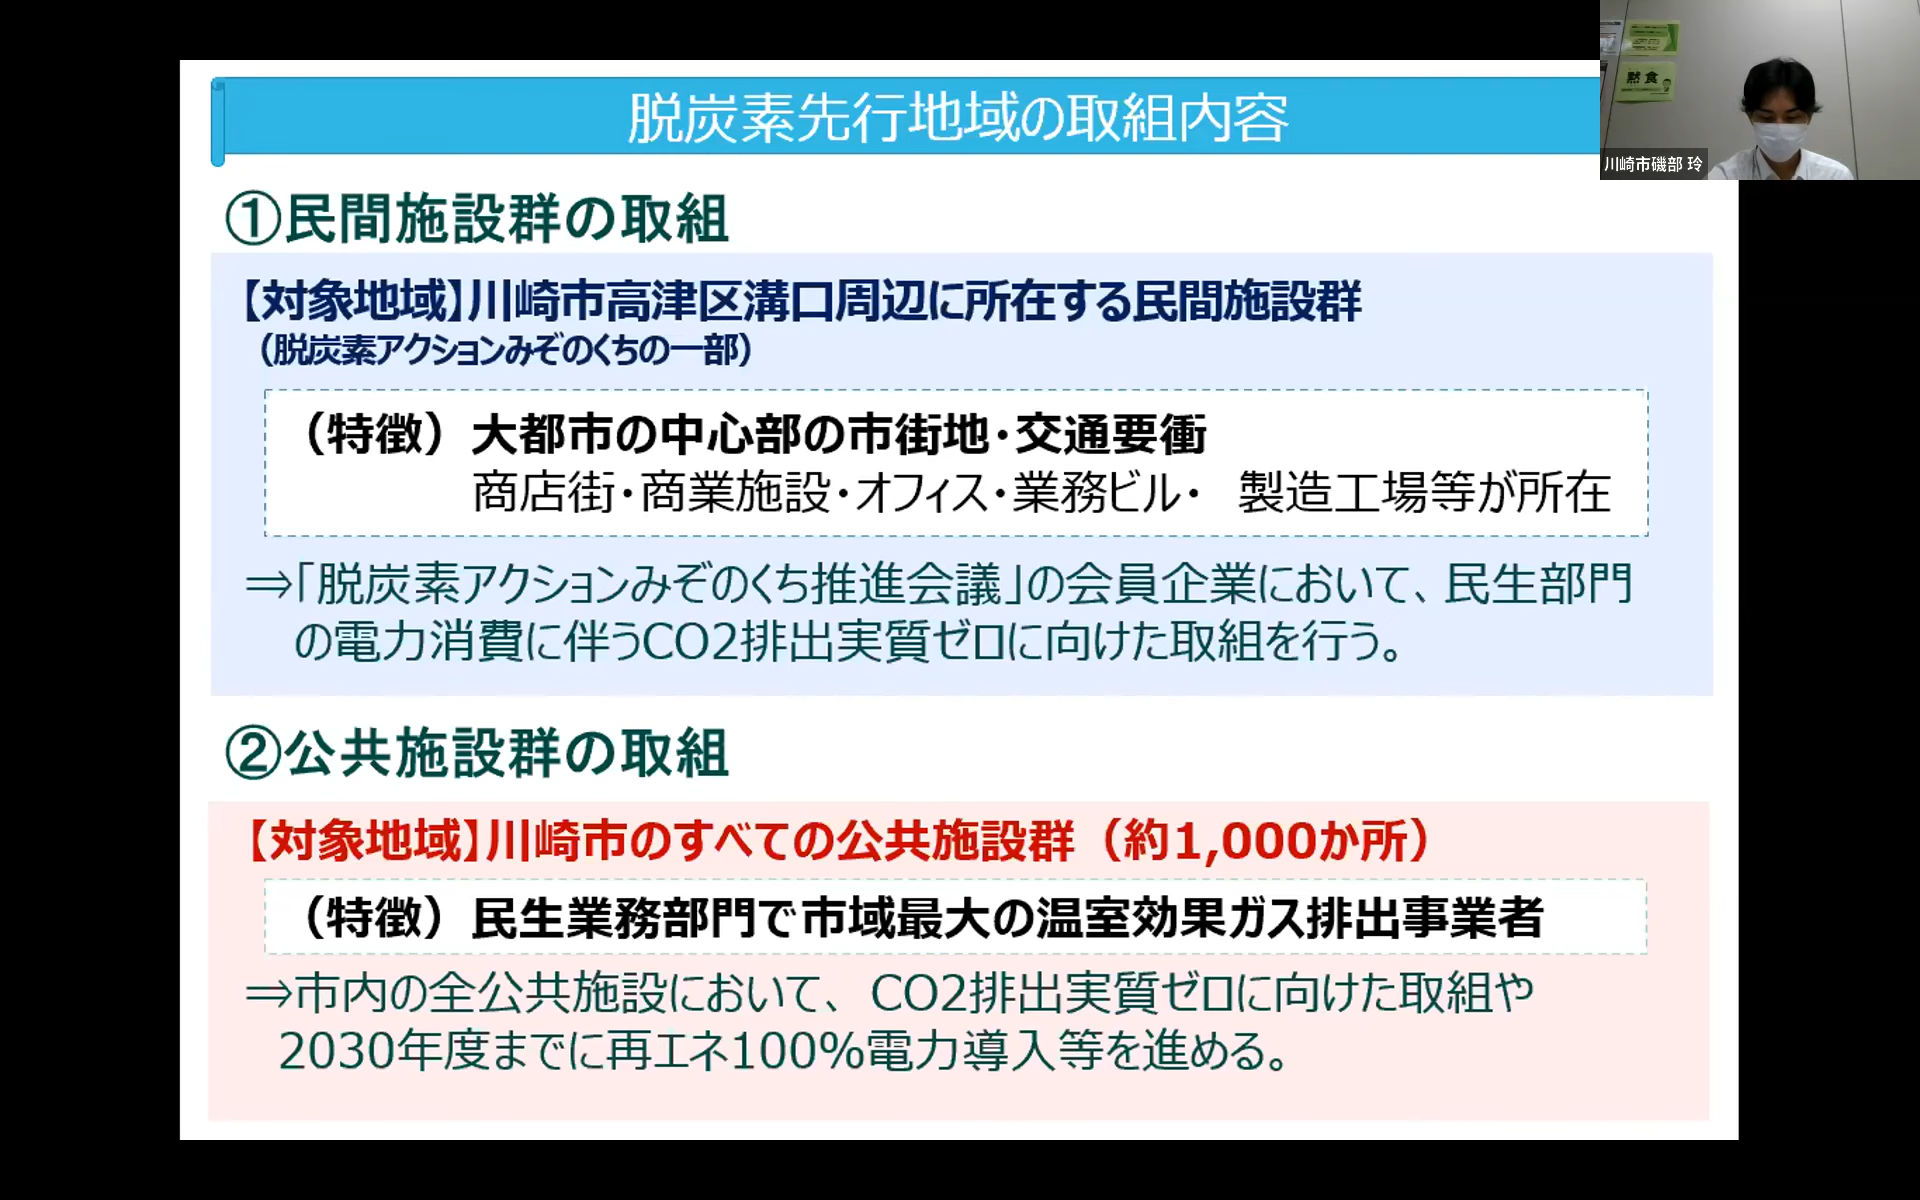 脱炭素先行地域の取組内容
黙食
川崎市磯部 玲
①民間施設群の取組
【対象地域】川崎市高津区溝口周辺に所在する民間施設群
（脱炭素アクションみぞのくちの一部）
（特徴）大都市の中心部の市街地・交通要衝
商店街・商業施設・オフィス・業務ビル・ 製造工場等が所在
⇒「脱炭素アクションみぞのくち推進会議」の会員企業において、民生部門
の電力消費に伴うCO2排出実質ゼロに向けた取組を行う。
②公共施設群の取組
【対象地域】川崎市のすべての公共施設群（約1,000か所）
（特徴）民生業務部門で市域最大の温室効果ガス排出事業者
⇒市内の全公共施設において、CO2排出実質ゼロに向けた取組や
2030年度までに再エネ100%電力導入等を進める。